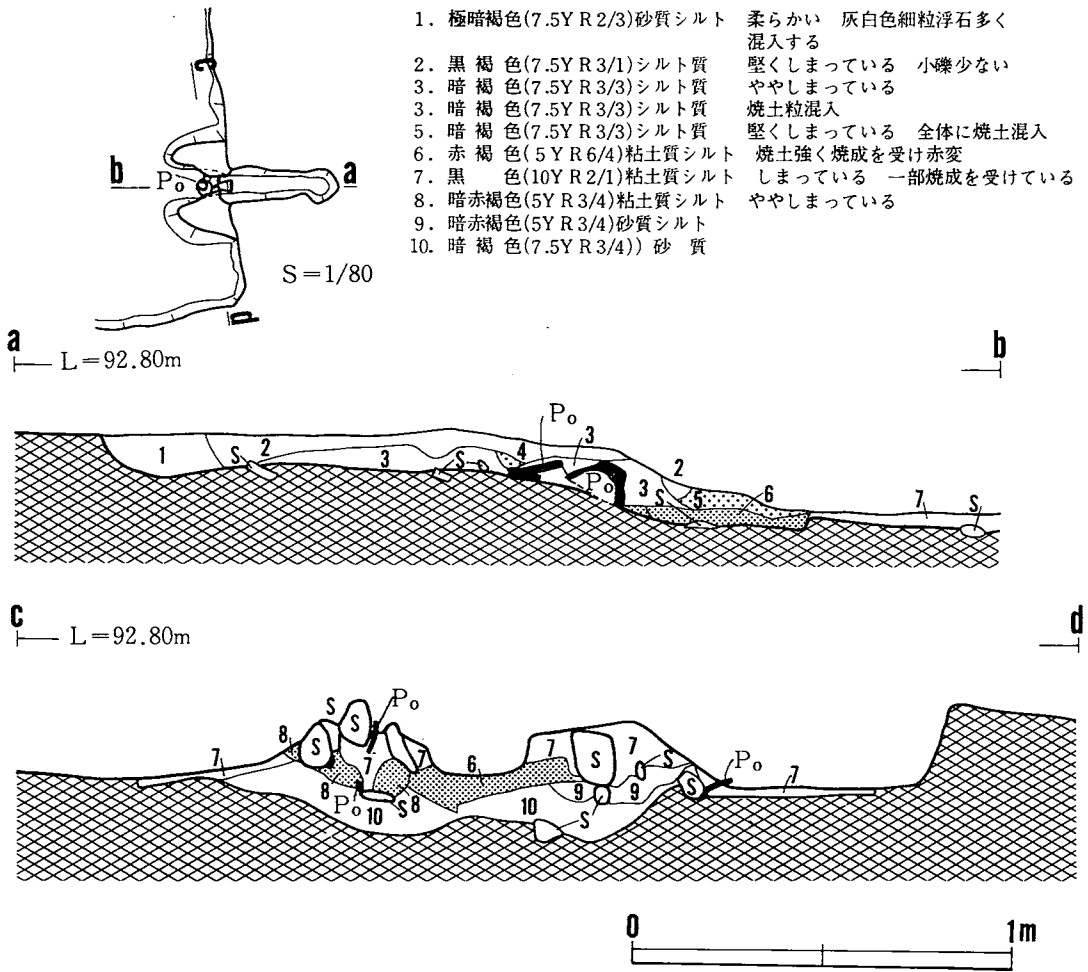 1. 極暗褐色(7.5YR2/3)砂質シルト 柔らかい 灰白色細粒浮石多く
混入する
2. 黒褐色(7.5YR3/1)シルト質 堅くしまっている 小礫少ない
3. 暗褐色(7.5YR3/3)シルト質 ややしまっている
3. 暗褐色(7.5YR3/3)シルト質 焼土粒混入
5. 暗褐色(7.5YR3/3)シルト質 堅くしまっている 全体に焼土混入
6. 赤褐色(5YR6/4)粘土質シルト 焼土強く焼成を受け赤変
7. 黒 色(10YR2/1)粘土質シルト しまっている 一部焼成を受けている
8. 暗赤褐色(5YR3/4)粘土質シルト ややしまっている
9. 暗赤褐色(5YR3/4)砂質シルト
10. 暗褐色(7.5YR3/4))砂 質
c
b Po a
S=1/80
d
a b
L=92.80m
Po 3
1 S 2 3 S 4 Po 3 S 2 5 6 7 S
c d
L=92.80m
S Po
8 S S 7 7 S 7 S Po
7 7 6 S 7
8 Po S 8 9 9
10 10 S
0 1m